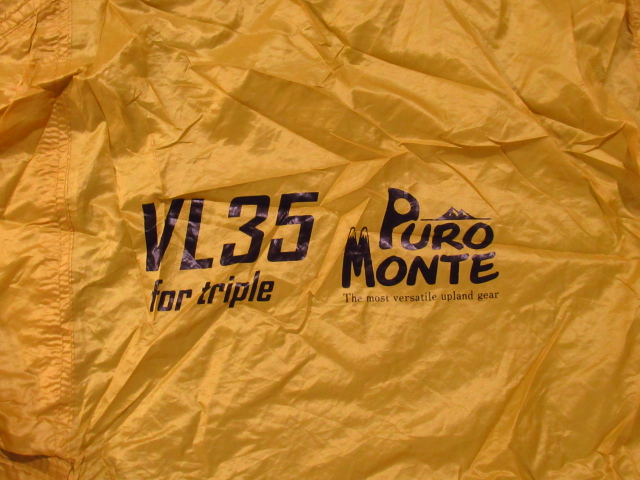 VL35
for triple
PURO
MONTE
The most versatile upland gear